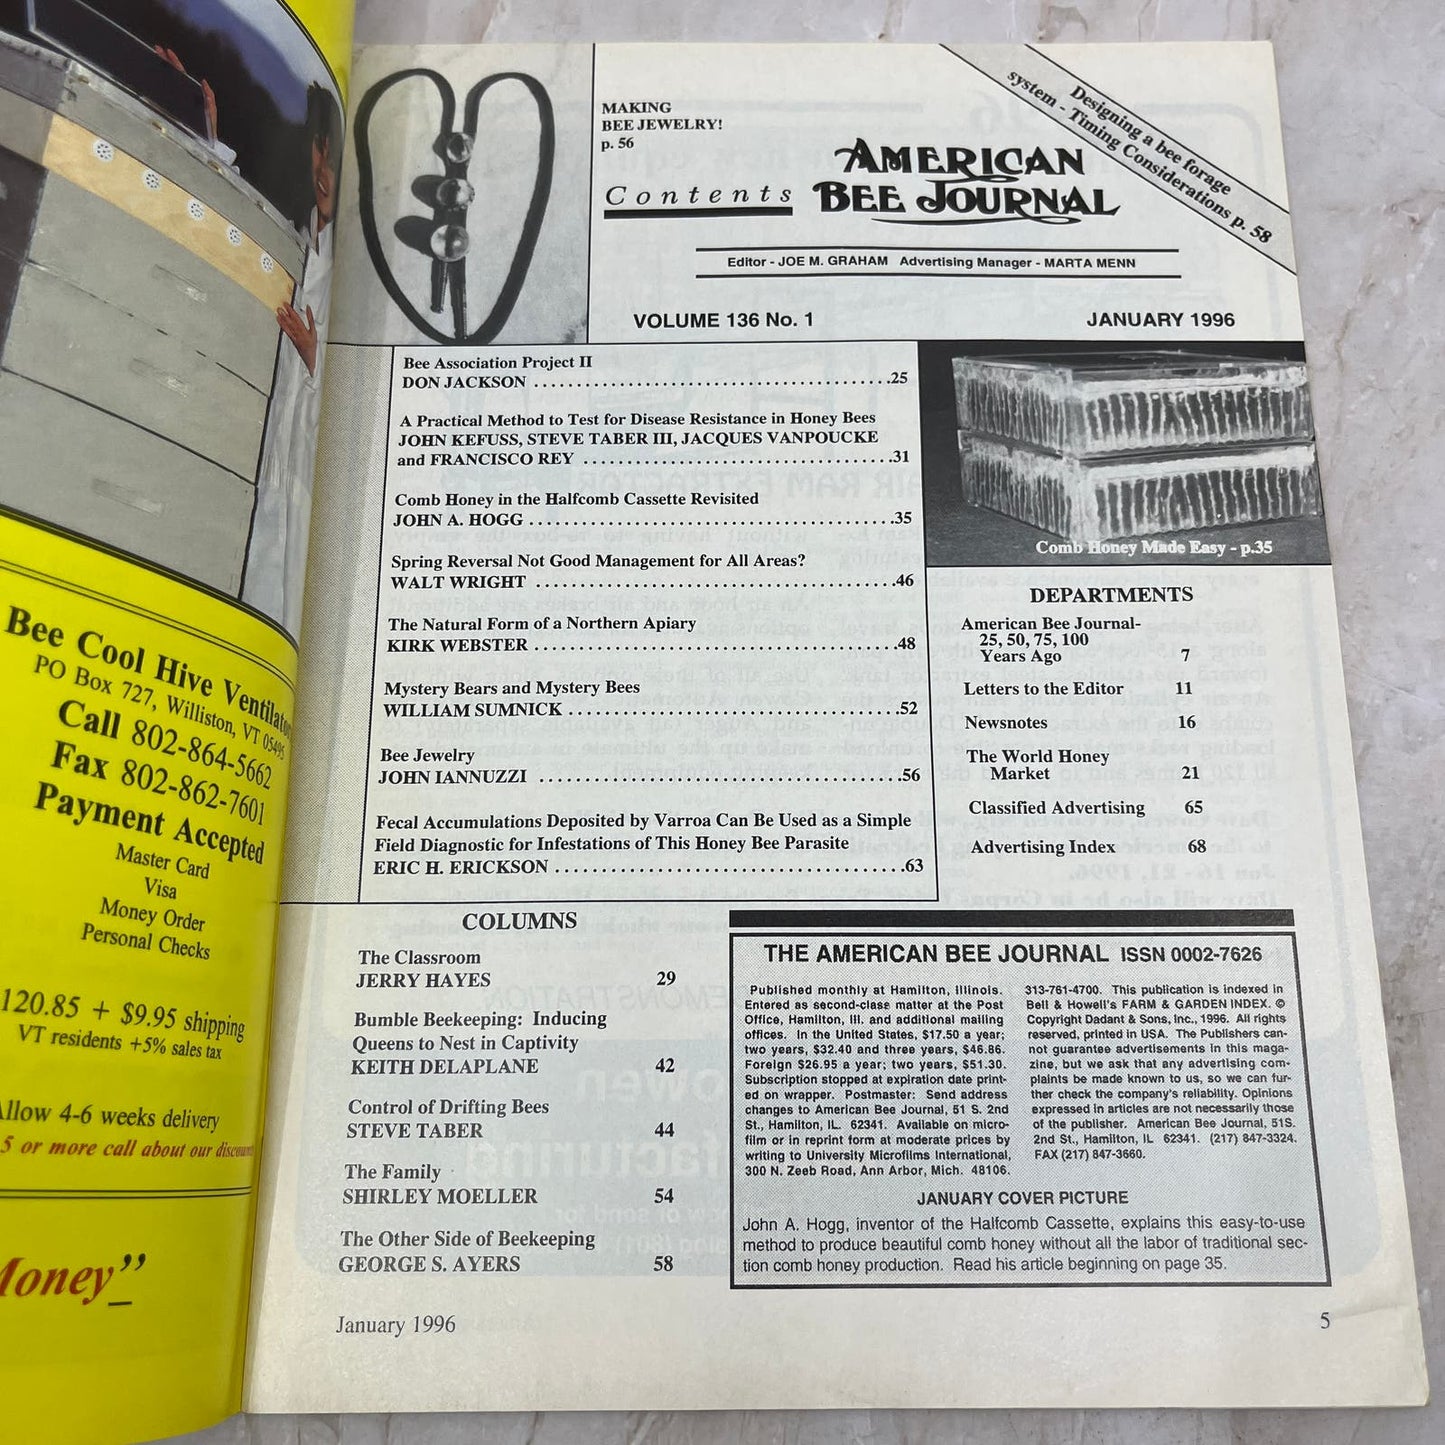 Bee Cool Hive Ventilator
PO Box 727, Williston, VT 05495
Call 802-864-5662
Fax 802-862-7601
Payment Accepted
Master Card
Visa
Money Order
Personal Checks
120.85 + $9.95 shipping
VT residents +5% sales tax
Allow 4-6 weeks delivery
5 or more call about our discount
Money"
MAKING
BEE JEWELRY!
p. 56
Contents
AMERICAN
BEE JOURNAL
Designing a bee forage
system - Timing Considerations p. 58
Editor - JOE M. GRAHAM Advertising Manager - MARTA MENN
VOLUME 136 No. 1 JANUARY 1996
Bee Association Project II
DON JACKSON ........................................25
A Practical Method to Test for Disease Resistance in Honey Bees
JOHN KEFUSS, STEVE TABER III, JACQUES VANPOUCKE
and FRANCISCO REY ...................................31
Comb Honey in the Halfcomb Cassette Revisited
JOHN A. HOGG .........................................35
Spring Reversal Not Good Management for All Areas?
WALT WRIGHT ........................................46
The Natural Form of a Northern Apiary
KIRK WEBSTER ........................................48
Mystery Bears and Mystery Bees
WILLIAM SUMNICK ....................................52
Bee Jewelry
JOHN IANNUZZI .......................................56
Fecal Accumulations Deposited by Varroa Can Be Used as a Simple
Field Diagnostic for Infestations of This Honey Bee Parasite
ERIC H. ERICKSON ......................................63
Comb Honey Made Easy - p.35
DEPARTMENTS
American Bee Journal-
25, 50, 75, 100
Years Ago 7
Letters to the Editor 11
Newsnotes 16
The World Honey
Market 21
Classified Advertising 65
Advertising Index 68
COLUMNS
The Classroom
JERRY HAYES 29
Bumble Beekeeping: Inducing
Queens to Nest in Captivity
KEITH DELAPLANE 42
Control of Drifting Bees
STEVE TABER 44
The Family
SHIRLEY MOELLER 54
The Other Side of Beekeeping
GEORGE S. AYERS 58
THE AMERICAN BEE JOURNAL ISSN 0002-7626
Published monthly at Hamilton, Illinois.
Entered as second-class matter at the Post
Office, Hamilton, Ill. and additional mailing
offices. In the United States, $17.50 a year;
two years, $32.40 and three years, $46.86.
Foreign $26.95 a year; two years, $51.30.
Subscription stopped at expiration date print-
ed on wrapper. Postmaster: Send address
changes to American Bee Journal, 51 S. 2nd
St., Hamilton, IL. 62341. Available on micro-
film or in reprint form at moderate prices by
writing to University Microfilms International,
300 N. Zeeb Road, Ann Arbor, Mich. 48106.
313-761-4700. This publication is indexed in
Bell & Howell's FARM & GARDEN INDEX. ©
Copyright Dadant & Sons, Inc., 1996. All rights
reserved, printed in USA. The Publishers can-
not guarantee advertisements in this maga-
zine, but we ask that any advertising com-
plaints be made known to us, so we can fur-
ther check the company's reliability. Opinions
expressed in articles are not necessarily those
of the publisher. American Bee Journal, 51S.
2nd St., Hamilton, IL 62341. (217) 847-3324.
FAX (217) 847-3660.
JANUARY COVER PICTURE
John A. Hogg, inventor of the Halfcomb Cassette, explains this easy-to-use
method to produce beautiful comb honey without all the labor of traditional sec-
tion comb honey production. Read his article beginning on page 35.
January 1996 5